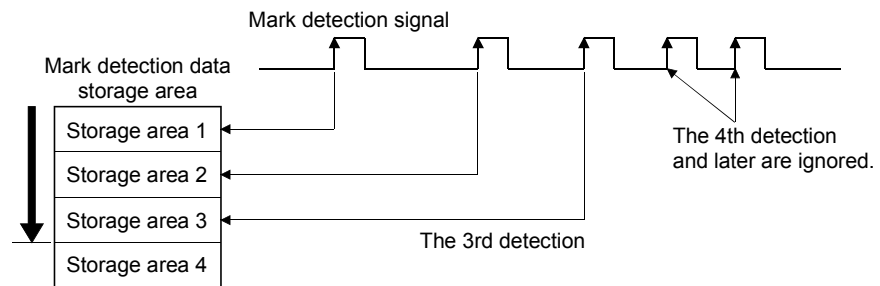 Mark detection signal
Mark detection data
storage area
Storage area 1
Storage area 2
Storage area 3
Storage area 4
The 4th detection
and later are ignored.
The 3rd detection